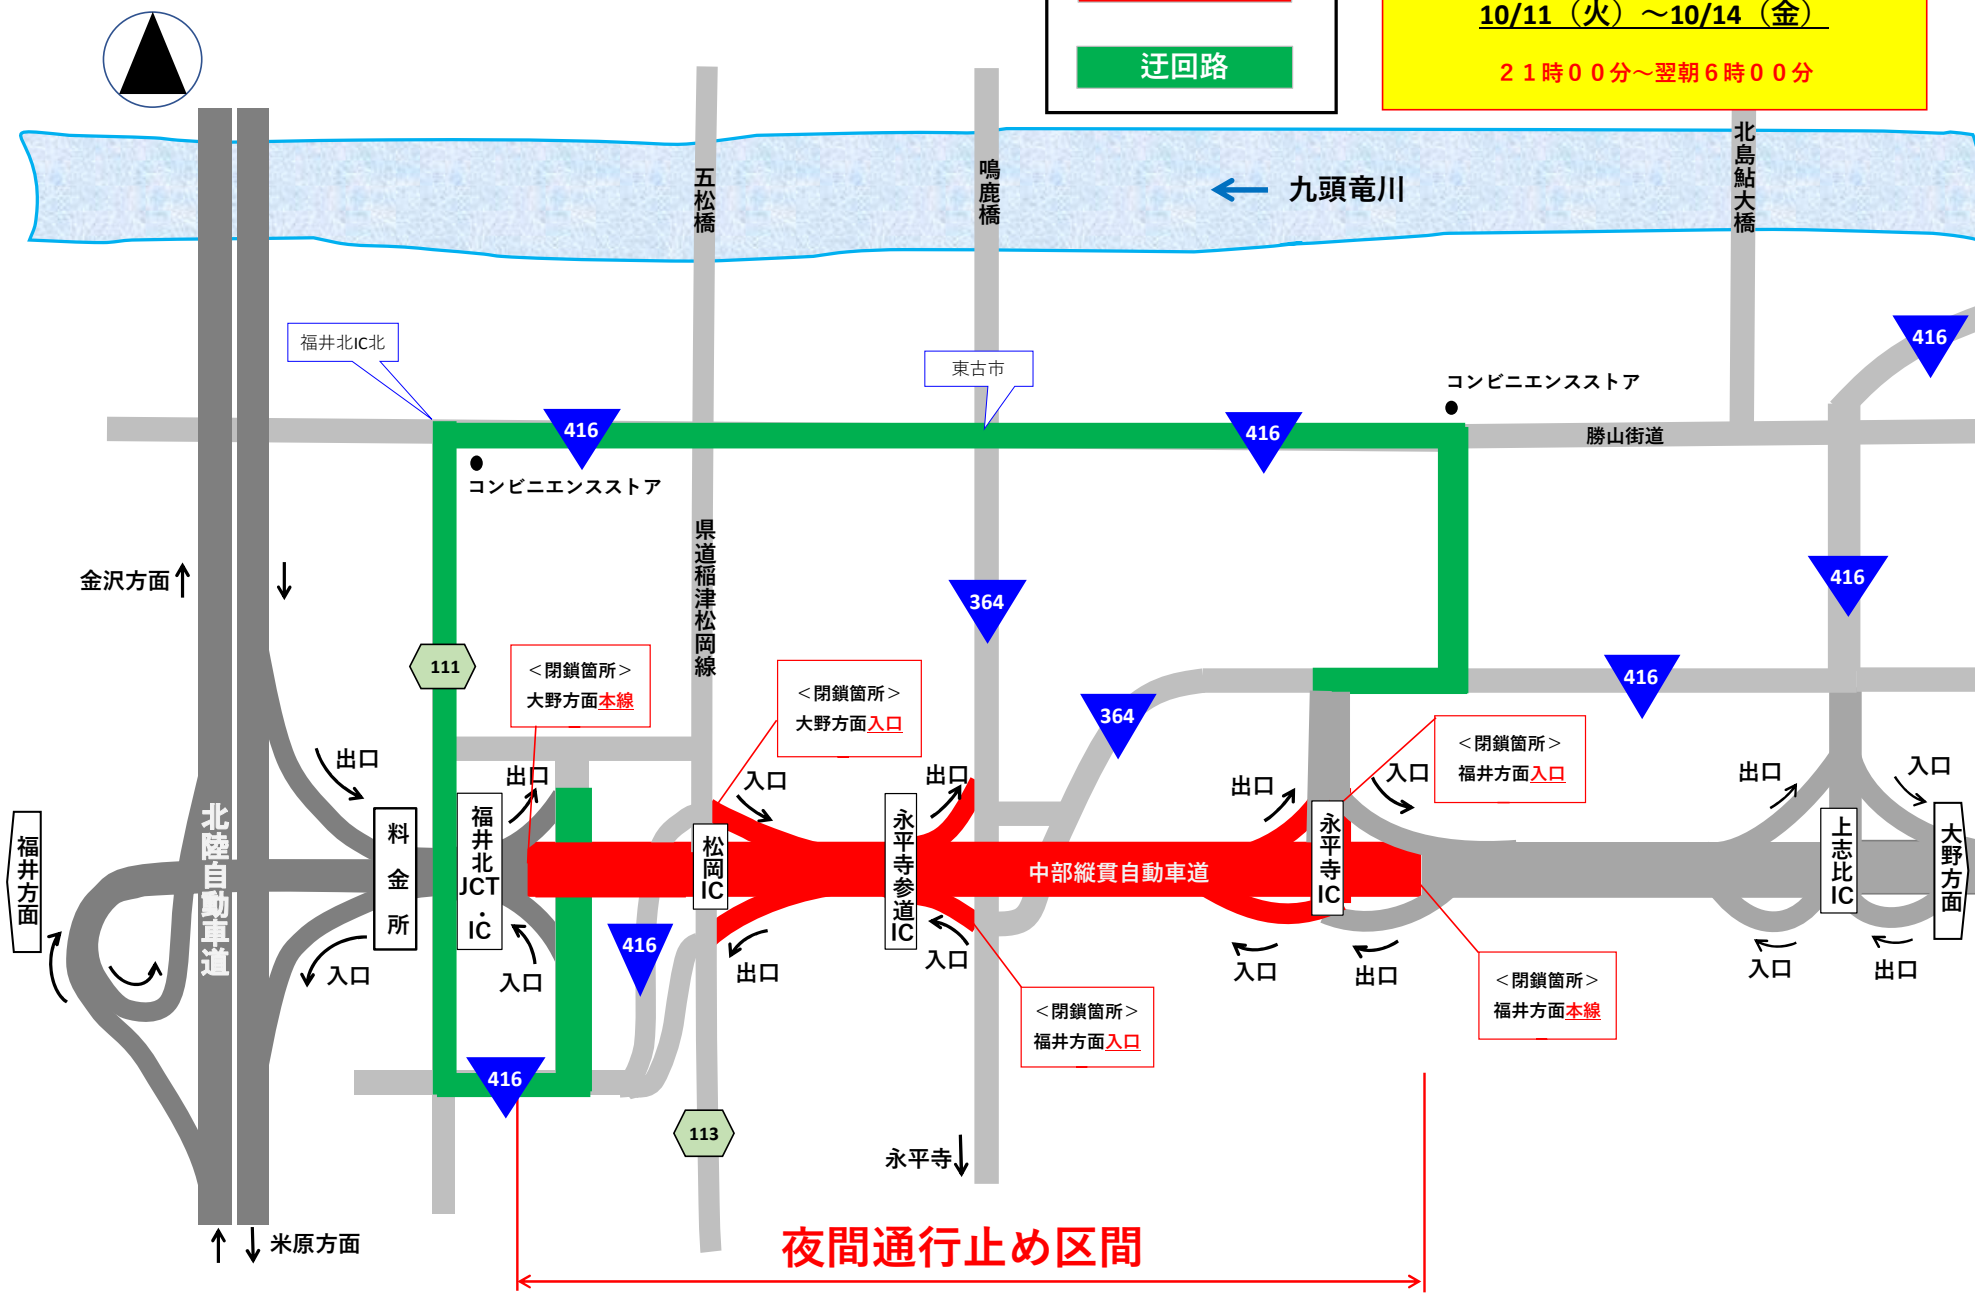 10/11（火）～10/14（金）
２１時００分～翌朝６時００分
迂回路
五松橋
鳴鹿橋
九頭竜川
北島鮎大橋
福井北IC北
東古市
416
コンビニエンスストア
416
416
勝山街道
コンビニエンスストア
県道稲津松岡線
金沢方面
364
416
111
＜閉鎖箇所＞
大野方面本線
＜閉鎖箇所＞
大野方面入口
364
416
＜閉鎖箇所＞
福井方面入口
出口
出口
入口
出口
出口
入口
出口
入口
福井方面
北陸自動車道
料金所
福井北JCT・IC
松岡IC
永平寺参道IC
中部縦貫自動車道
永平寺IC
上志比IC
大野方面
入口
入口
416
出口
入口
入口
出口
入口
出口
＜閉鎖箇所＞
福井方面入口
＜閉鎖箇所＞
福井方面本線
416
113
永平寺
米原方面
夜間通行止め区間